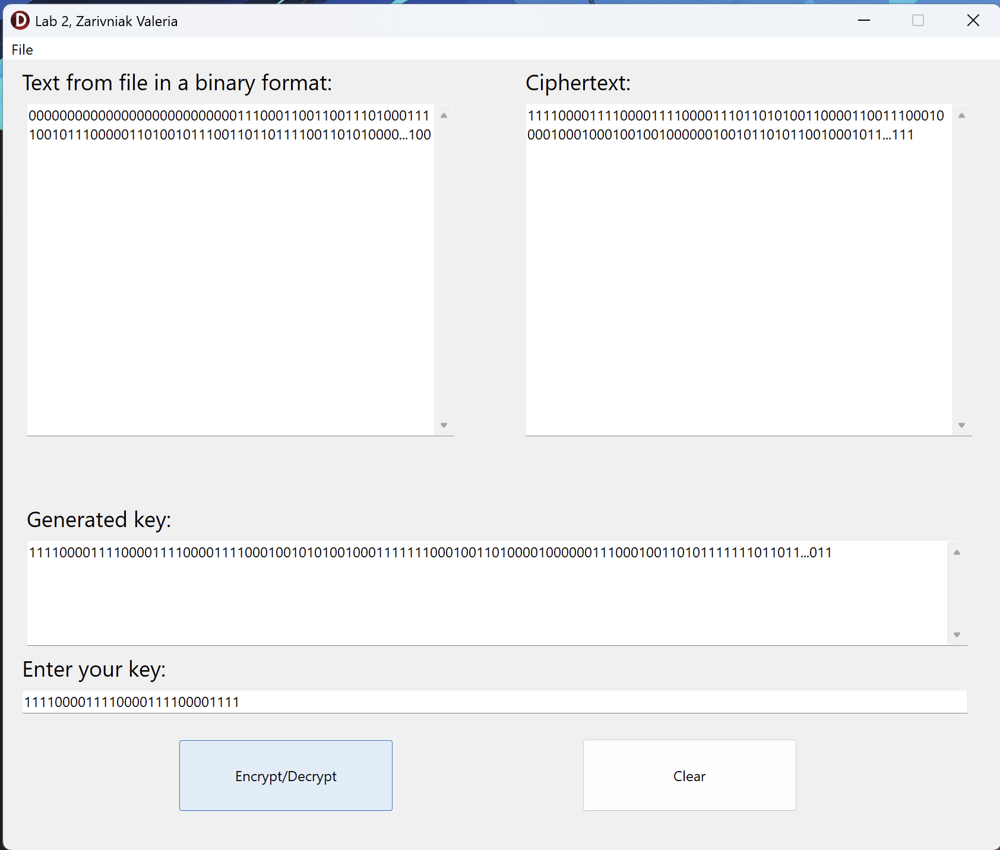 Lab 2, Zarivniak Valeria
File
Text from file in a binary format:
0000000000000000000000000001110001100110011101000111
100101110000011010010111001101101111001101010000...100
Ciphertext:
111100001111000011110000111011010100110000110011100010
0001000100010010010000001001011010110010001011...111
Generated key:
1111000011110000111100001111000100101010010001111111000100110100001000000111000100110101111111011011...011
Enter your key:
1111000011110000111100001111
Encrypt/Decrypt
Clear